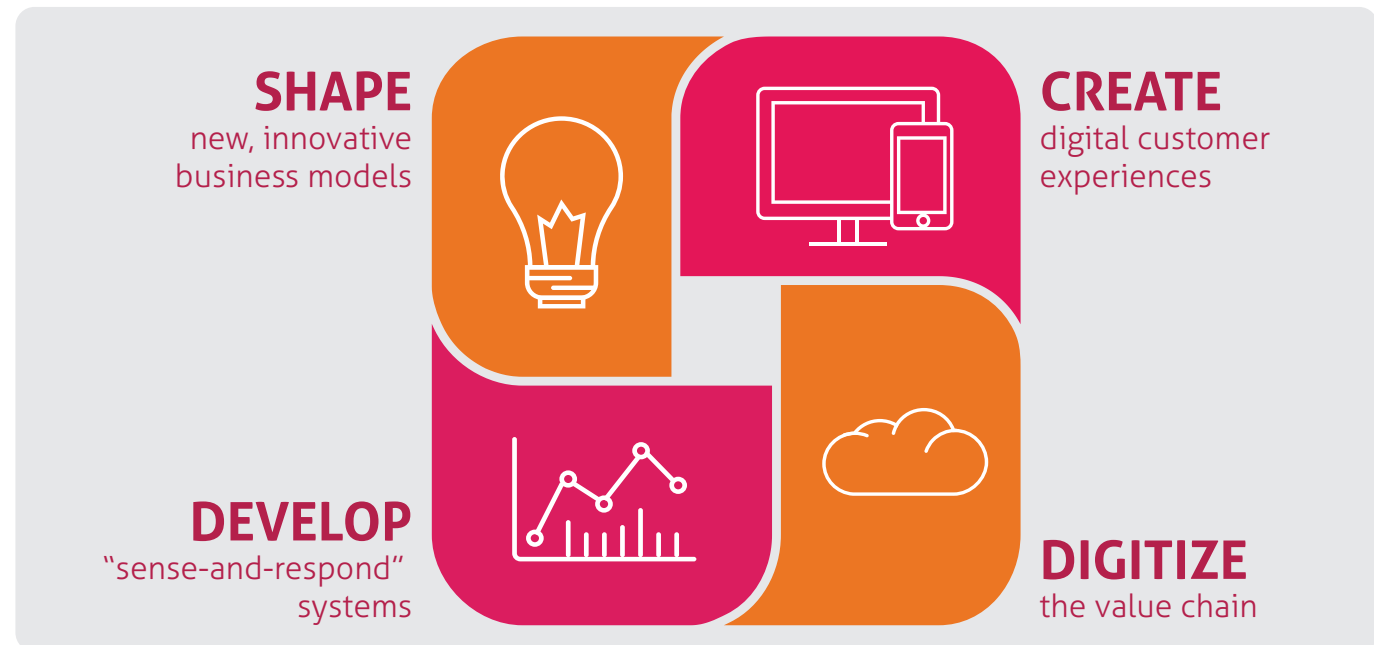 SHAPE
new, innovative
business models
CREATE
digital customer
experiences
DEVELOP
“sense-and-respond”
systems
DIGITIZE
the value chain